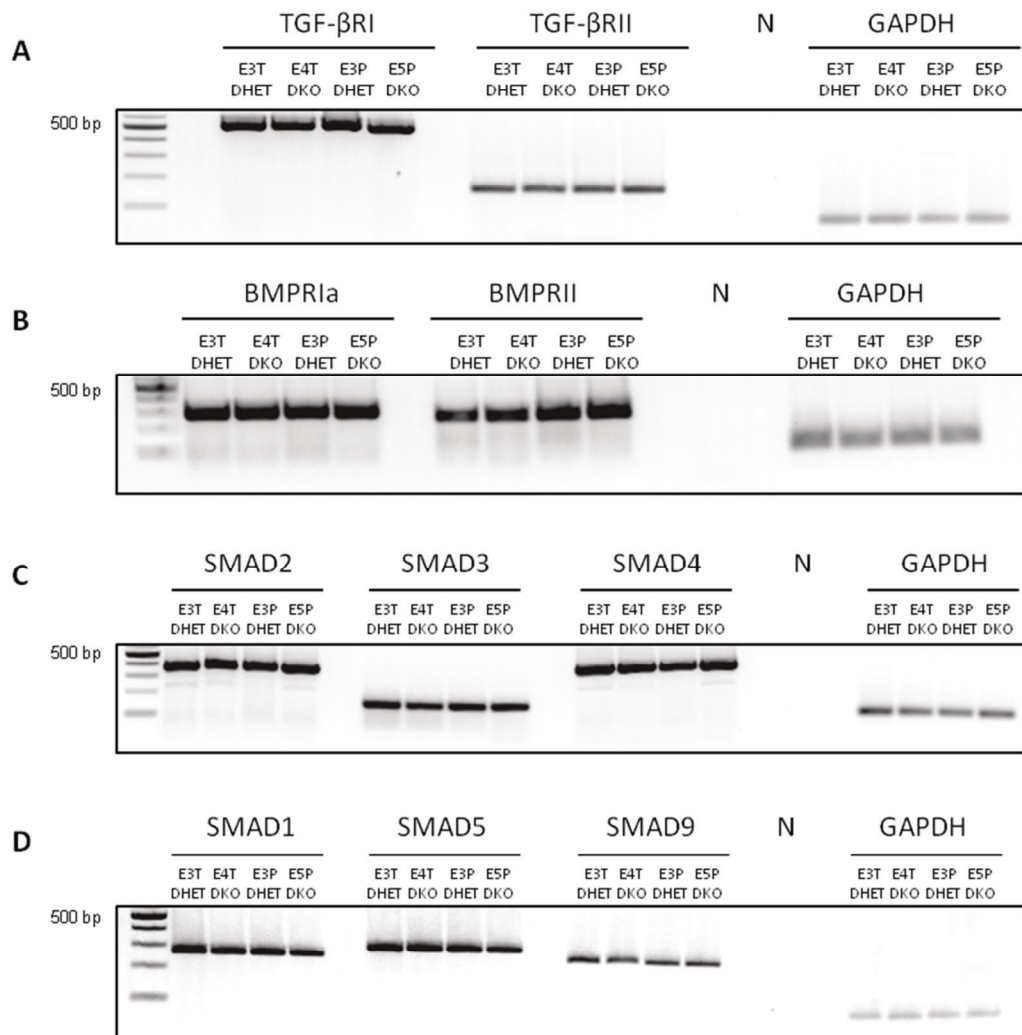 A
TGF-βRI TGF-βRII N GAPDH
E3T E4T E3P E5P E3T E4T E3P E5P E3T E4T E3P E5P
DHET DKO DHET DKO DHET DKO DHET DKO DHET DKO DHET DKO
500 bp
B
BMPRIa BMPRII N GAPDH
E3T E4T E3P E5P E3T E4T E3P E5P E3T E4T E3P E5P
DHET DKO DHET DKO DHET DKO DHET DKO DHET DKO DHET DKO
500 bp
C
SMAD2 SMAD3 SMAD4 N GAPDH
E3T E4T E3P E5P E3T E4T E3P E5P E3T E4T E3P E5P E3T E4T E3P E5P
DHET DKO DHET DKO DHET DKO DHET DKO DHET DKO DHET DKO DHET DKO DHET DKO
500 bp
D
SMAD1 SMAD5 SMAD9 N GAPDH
E3T E4T E3P E5P E3T E4T E3P E5P E3T E4T E3P E5P E3T E4T E3P E5P
DHET DKO DHET DKO DHET DKO DHET DKO DHET DKO DHET DKO DHET DKO DHET DKO
500 bp